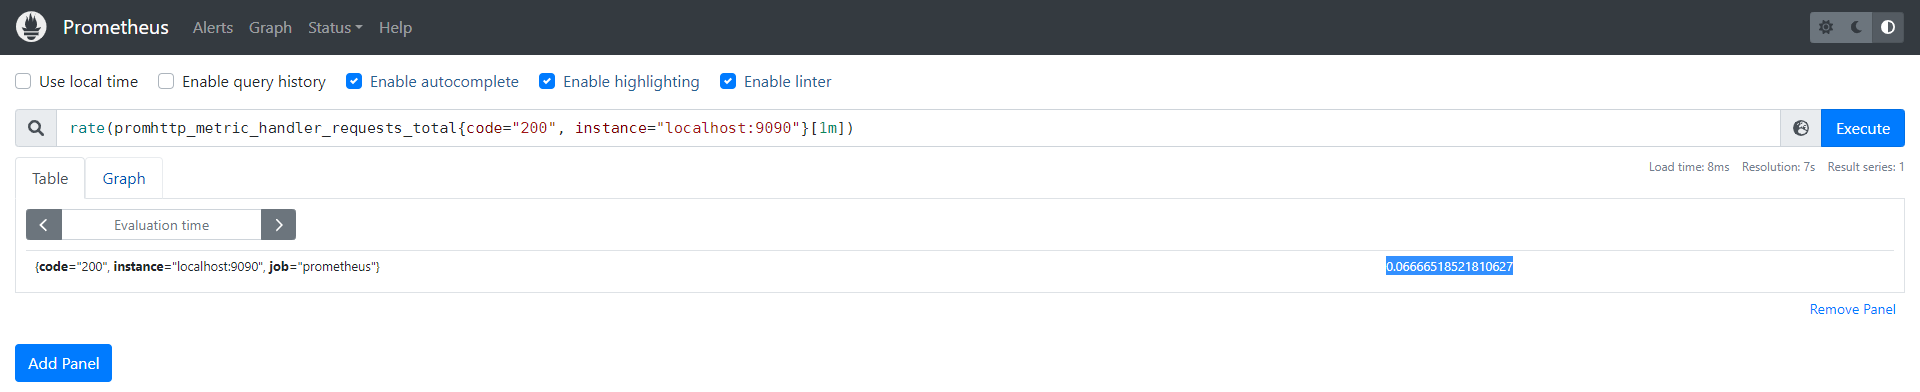 Prometheus Alerts Graph Status Help
Use local time Enable query history Enable autocomplete Enable highlighting Enable linter
rate(promhttp_metric_handler_requests_total{code="200", instance="localhost:9090"}[1m]) Execute
Table Graph Load time: 8ms Resolution: 7s Result series: 1
Evaluation time
{code="200", instance="localhost:9090", job="prometheus"} 0.06666518521810627
Remove Panel
Add Panel